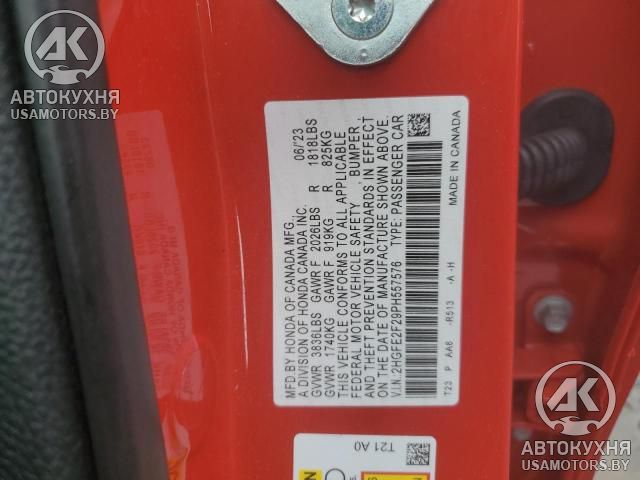 AK
АВТОКУХНЯ
USAMOTORS.BY
MFD.BY HONDA OF CANADA MFG., 06/'23
A DIVISION OF HONDA CANADA INC.
GVWR 3836LBS GAWR F 2026LBS R 1818LBS
GVWR 1740KG GAWR F 919KG R 825KG
THIS VEHICLE CONFORMS TO ALL APPLICABLE
FEDERAL MOTOR VEHICLE SAFETY , BUMPER ,
AND THEFT PREVENTION STANDARDS IN EFFECT
ON THE DATE OF MANUFACTURE SHOWN ABOVE.
V.I.N.:2HGFE2F29PH557576 TYPE: PASSENGER CAR
T23 P AA6 -R513 -A -H MADE IN CANADA
T21 A0
AK
АВТОКУХНЯ
USAMOTORS.BY